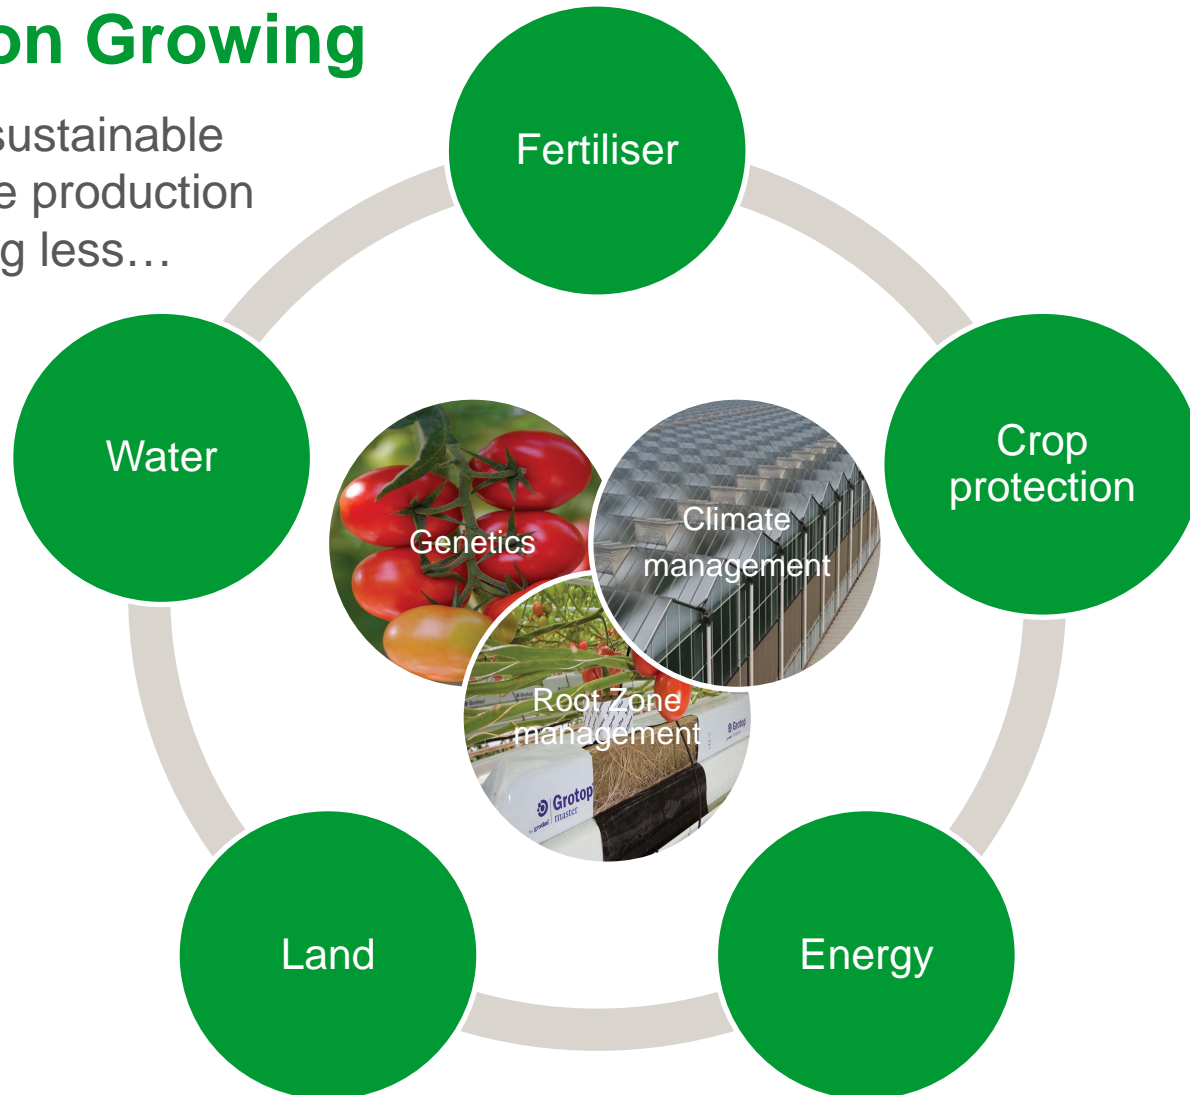 on Growing
sustainable
e production
g less…
Fertiliser
Water
Crop
protection
Genetics
Climate
management
Root Zone
management
Grotop
master
Grotop
Land
Energy